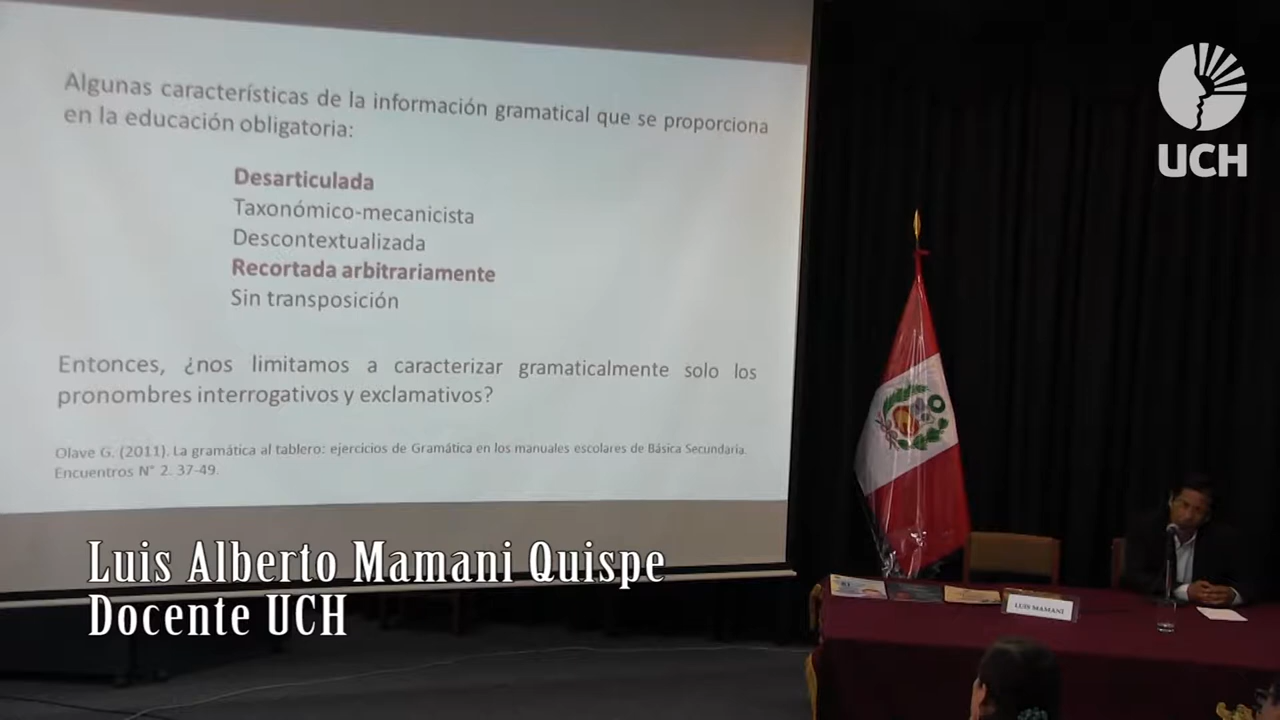 Algunas características de la información gramatical que se proporciona
en la educación obligatoria:
Desarticulada
Taxonómico-mecanicista
Descontextualizada
Recortada arbitrariamente
Sin transposición
Entonces, ¿nos limitamos a caracterizar gramaticalmente solo los
pronombres interrogativos y exclamativos?
Olave G. (2011). La gramática al tablero: ejercicios de Gramática en los manuales escolares de Básica Secundaria.
Encuentros N° 2. 37-49.
UCH
LUIS MAMANI
Luis Alberto Mamani Quispe
Docente UCH